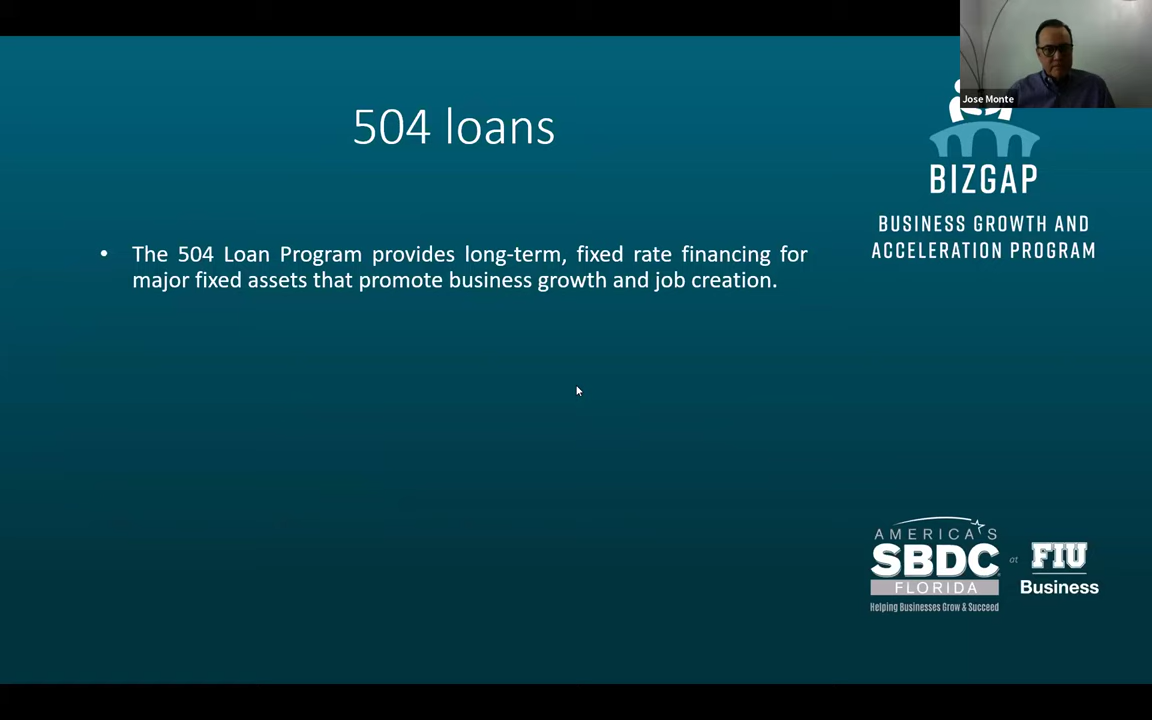 Jose Monte
504 loans
BIZGAP
BUSINESS GROWTH AND
ACCELERATION PROGRAM
• The 504 Loan Program provides long-term, fixed rate financing for
major fixed assets that promote business growth and job creation.
AMERICA'S
SBDC at FIU
FLORIDA Business
Helping Businesses Grow & Succeed